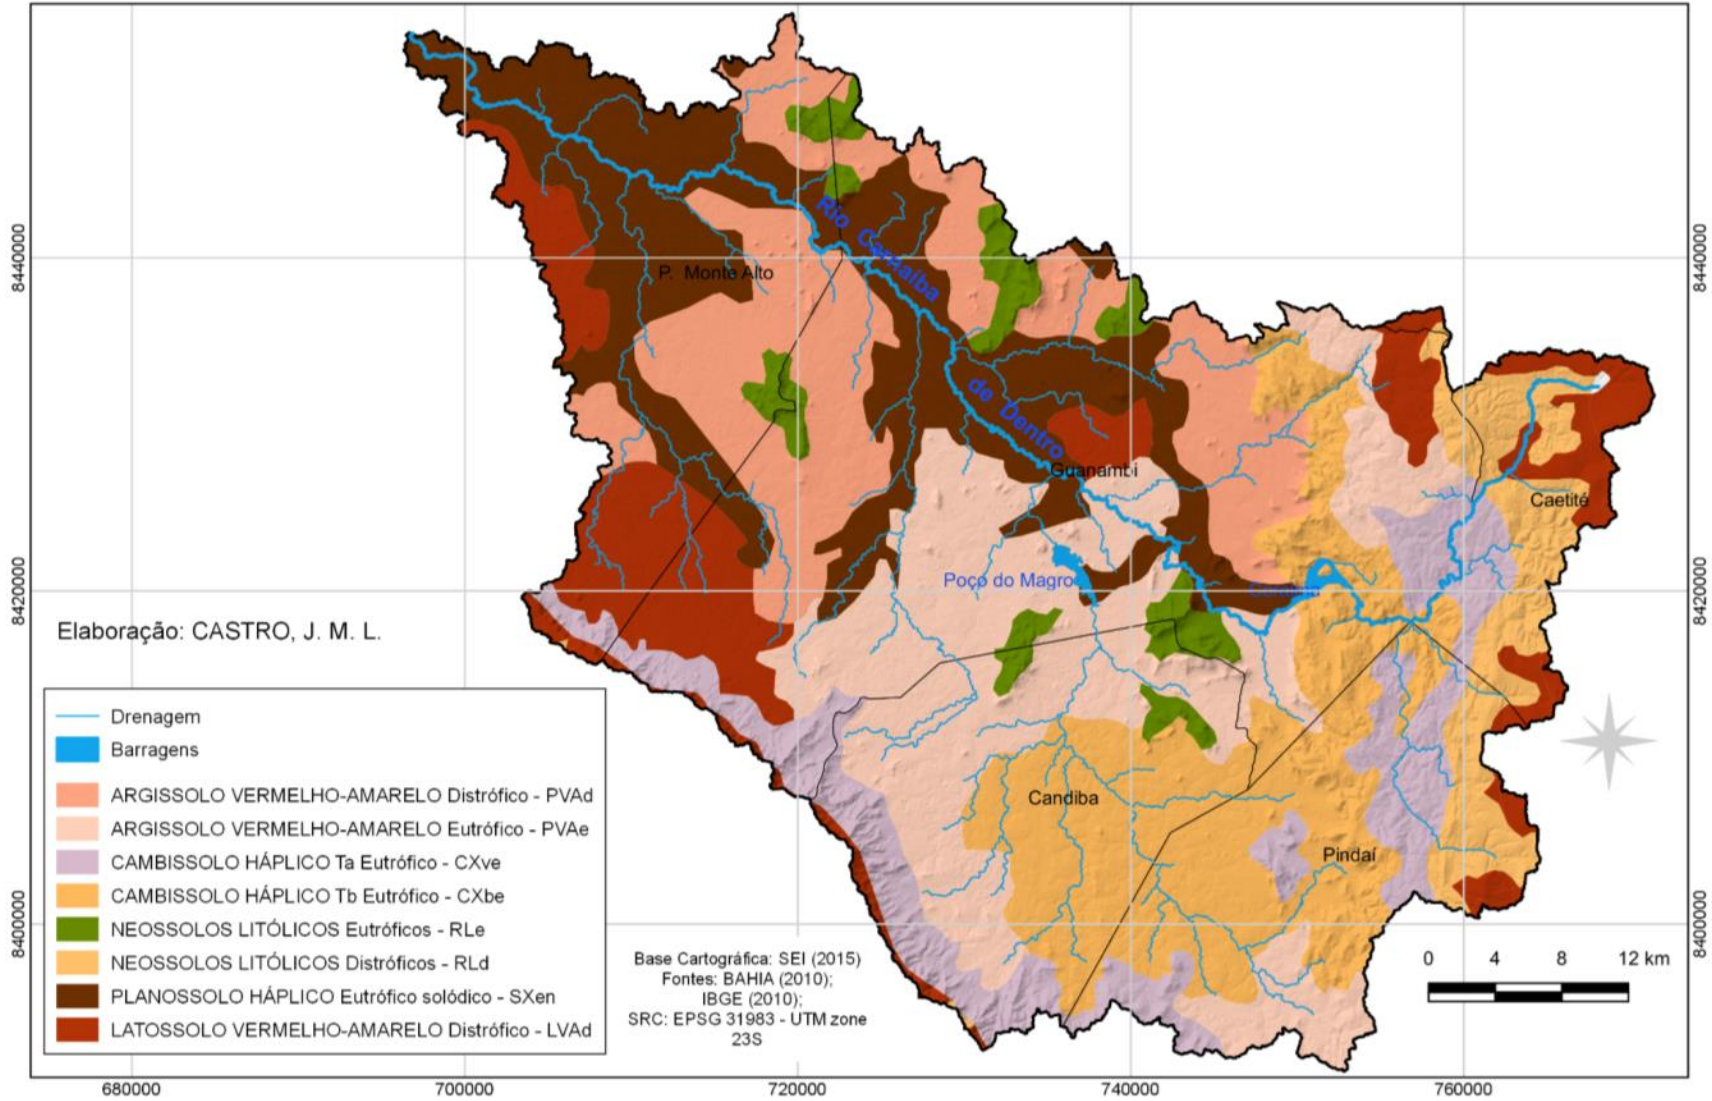 8440000
8440000
Rio Carnaíba
P. Monte Alto
de Dentro
Guanambi
Caetité
Poço do Magro
8420000
8420000
Elaboração: CASTRO, J. M. L.
Drenagem
Barragens
ARGISSOLO VERMELHO-AMARELO Distrófico - PVAd
ARGISSOLO VERMELHO-AMARELO Eutrófico - PVAe
CAMBISSOLO HÁPLICO Ta Eutrófico - CXve
CAMBISSOLO HÁPLICO Tb Eutrófico - CXbe
NEOSSOLOS LITÓLICOS Eutróficos - RLe
NEOSSOLOS LITÓLICOS Distróficos - RLd
PLANOSSOLO HÁPLICO Eutrófico solódico - SXen
LATOSSOLO VERMELHO-AMARELO Distrófico - LVAd
Candiba
Pindaí
8400000
8400000
Base Cartográfica: SEI (2015)
Fontes: BAHIA (2010);
IBGE (2010);
SRC: EPSG 31983 - UTM zone
23S
0 4 8 12 km
680000 700000 720000 740000 760000